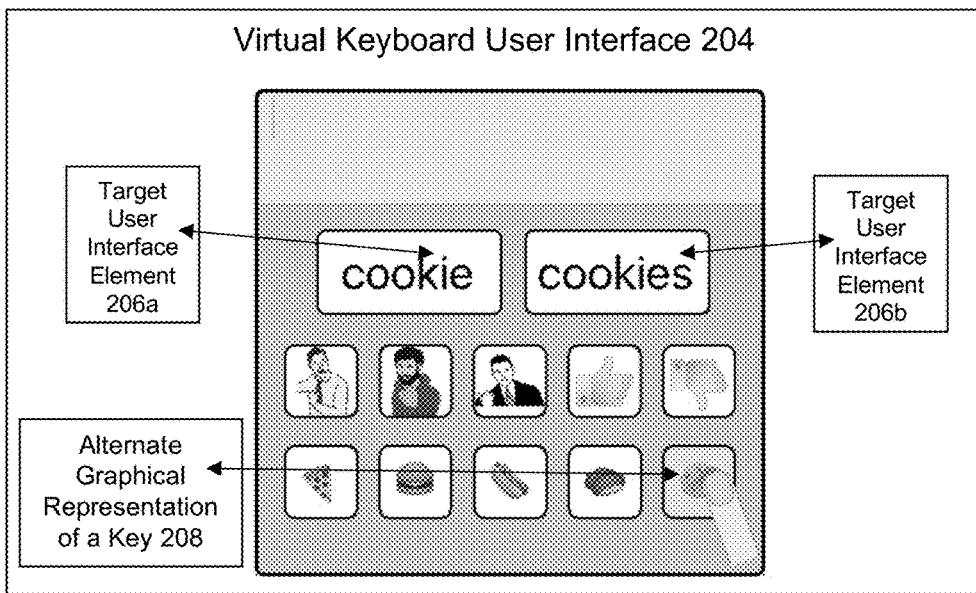 Virtual Keyboard User Interface 204
Target
User
Interface
Element
206a
Target
User
Interface
Element
206b
cookie
cookies
Alternate
Graphical
Representation
of a Key 208